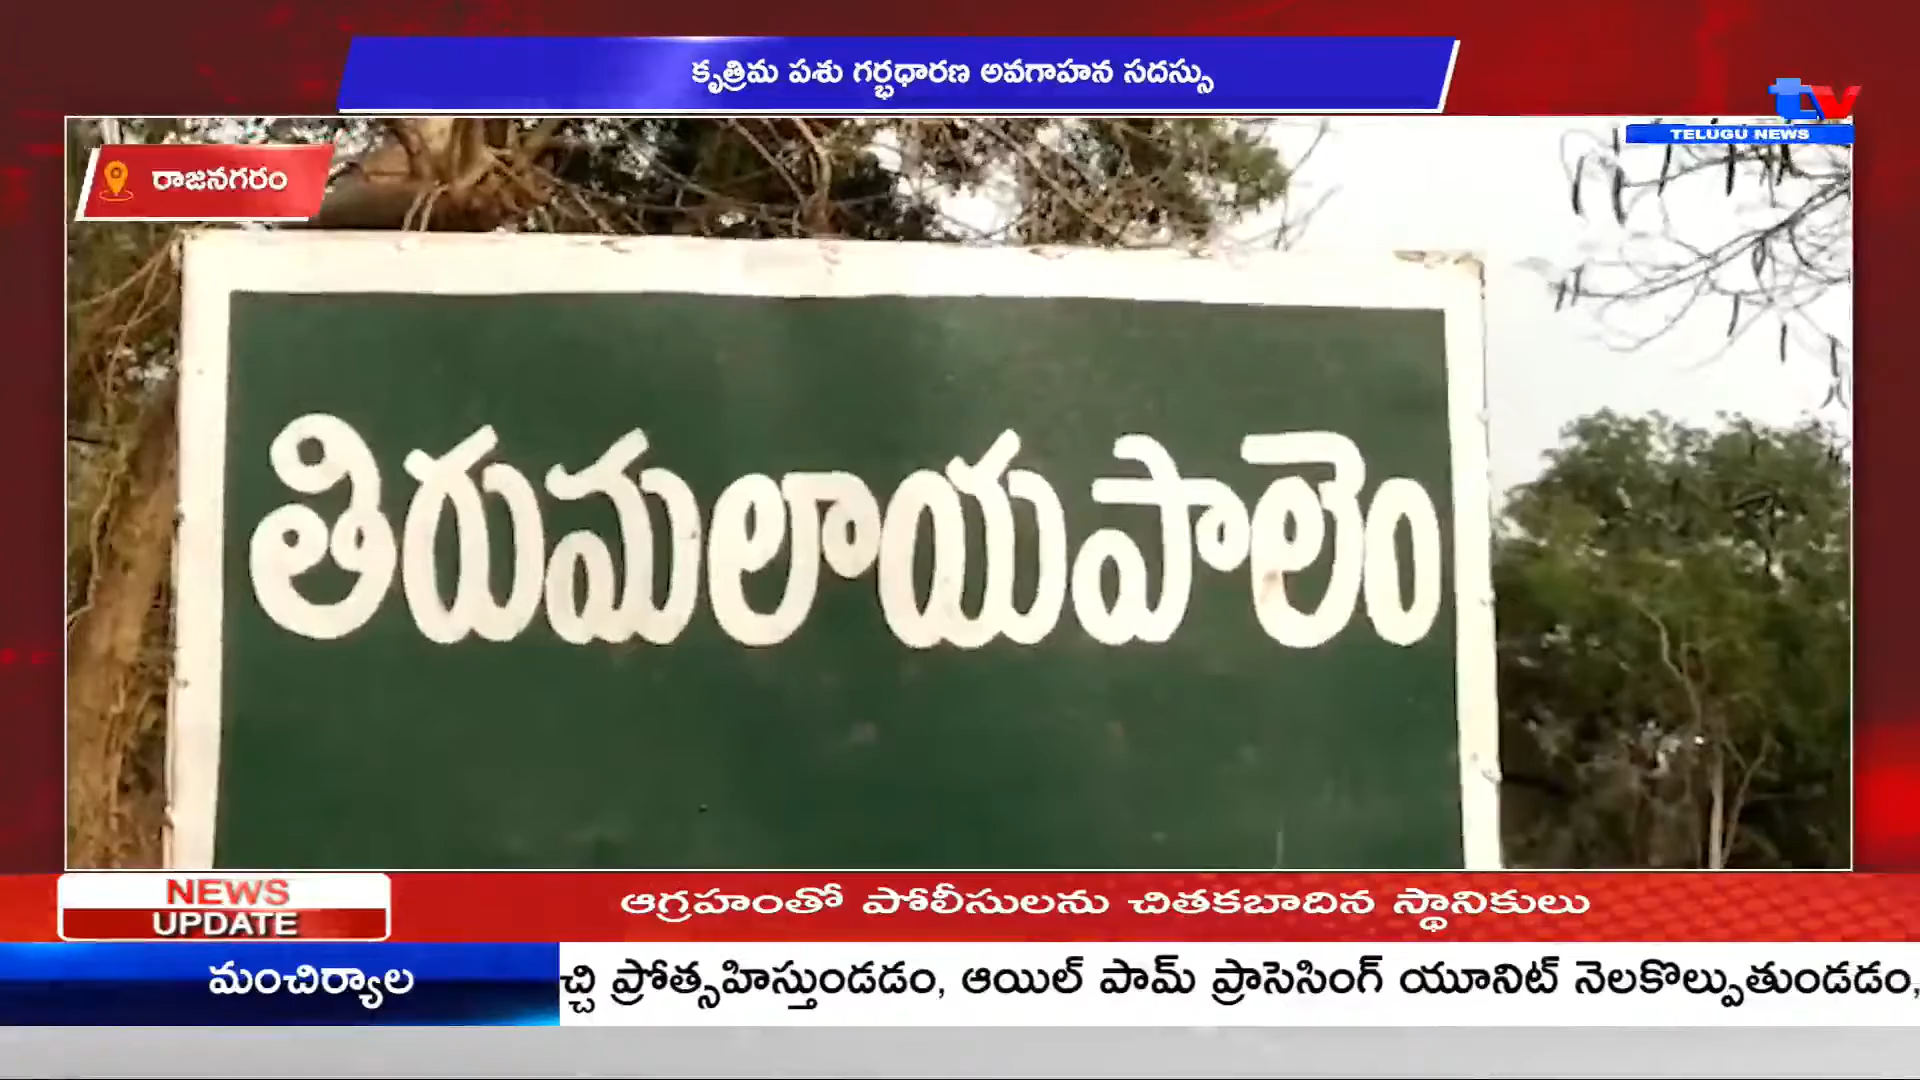 కృత్రిమ పశు గర్భధారణ అవగాహన సదస్సు
tv
TELUGU NEWS
రాజనగరం
తిరుమలాయపాలెం
NEWS
UPDATE
ఆగ్రహంతో పోలీసులను చితకబాదిన స్థానికులు
మంచిర్యాల
చ్చి ప్రోత్సహిస్తుండడం, ఆయిల్ పామ్ ప్రాసెసింగ్ యూనిట్ నెలకొల్పుతుండడం,